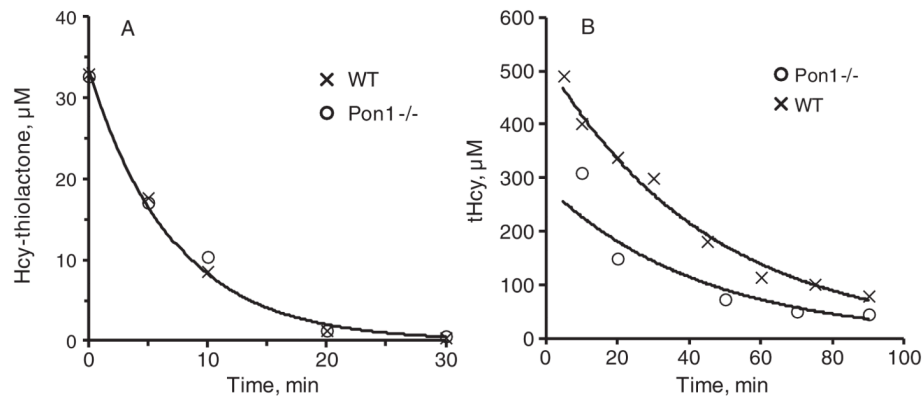 A
40
30
20
10
0
Hcy-thiolactone, µM
× WT
○ Pon1-/-
0 10 20 30
Time, min
B
600
500
400
300
200
100
0
tHcy, µM
○ Pon1-/-
× WT
0 20 40 60 80 100
Time, min